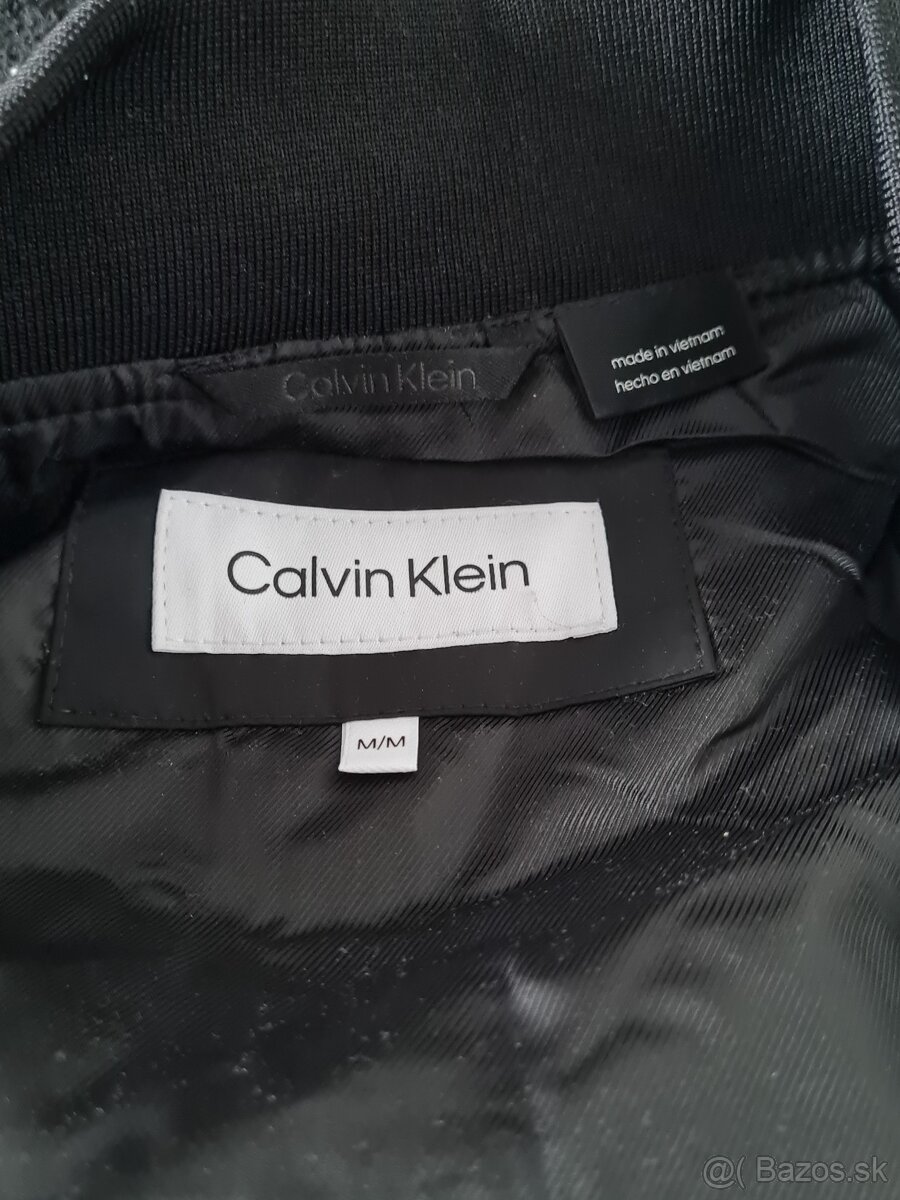 made in vietnam
hecho en vietnam
Calvin Klein
Calvin Klein
M/M
@( Bazos.sk